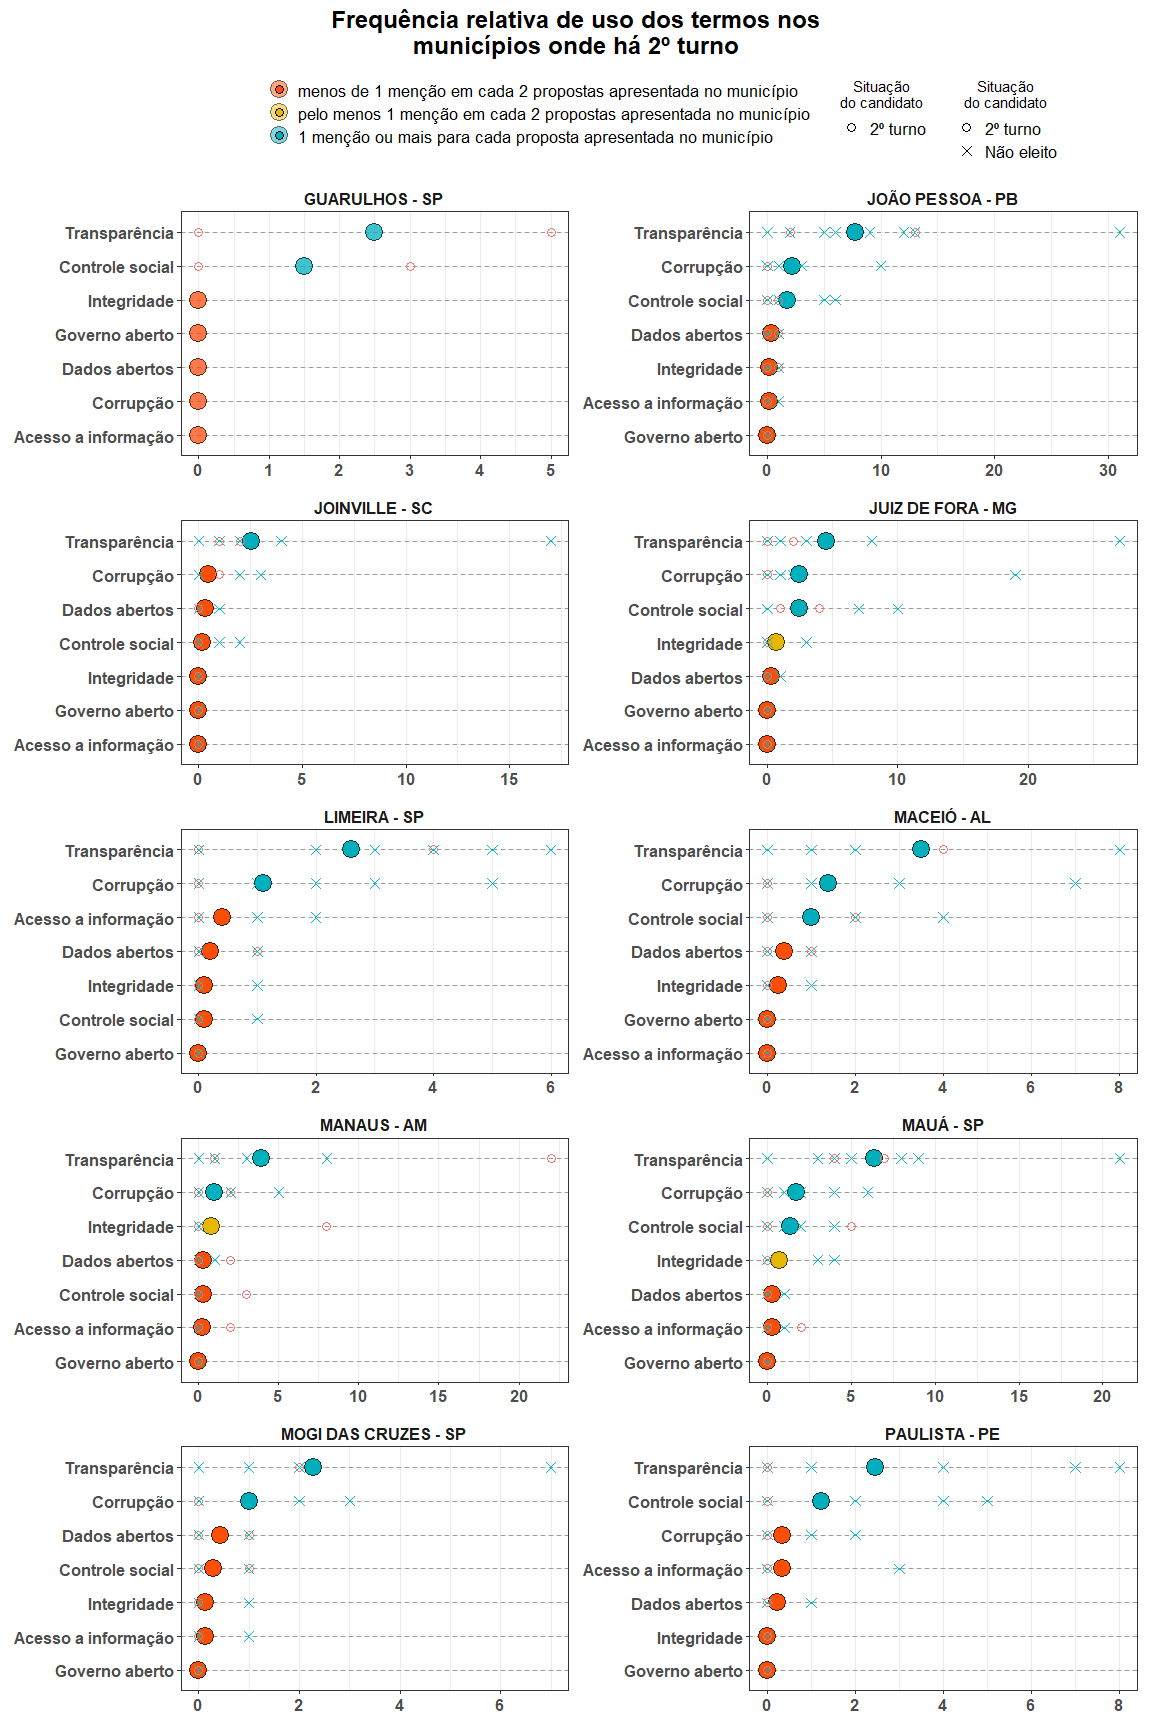 Frequência relativa de uso dos termos nos
municípios onde há 2º turno
menos de 1 menção em cada 2 propostas apresentada no município
pelo menos 1 menção em cada 2 propostas apresentada no município
1 menção ou mais para cada proposta apresentada no município
Situação
do candidato
2º turno
Situação
do candidato
2º turno
Não eleito
GUARULHOS - SP
Transparência
Controle social
Integridade
Governo aberto
Dados abertos
Corrupção
Acesso a informação
0 1 2 3 4 5
JOÃO PESSOA - PB
Transparência
Corrupção
Controle social
Dados abertos
Integridade
Acesso a informação
Governo aberto
0 10 20 30
JOINVILLE - SC
Transparência
Corrupção
Dados abertos
Controle social
Integridade
Governo aberto
Acesso a informação
0 5 10 15
JUIZ DE FORA - MG
Transparência
Corrupção
Controle social
Integridade
Dados abertos
Governo aberto
Acesso a informação
0 10 20
LIMEIRA - SP
Transparência
Corrupção
Acesso a informação
Dados abertos
Integridade
Controle social
Governo aberto
0 2 4 6
MACEIÓ - AL
Transparência
Corrupção
Controle social
Dados abertos
Integridade
Governo aberto
Acesso a informação
0 2 4 6 8
MANAUS - AM
Transparência
Corrupção
Integridade
Dados abertos
Controle social
Acesso a informação
Governo aberto
0 5 10 15 20
MAUÁ - SP
Transparência
Corrupção
Controle social
Integridade
Dados abertos
Acesso a informação
Governo aberto
0 5 10 15 20
MOGI DAS CRUZES - SP
Transparência
Corrupção
Dados abertos
Controle social
Integridade
Acesso a informação
Governo aberto
0 2 4 6
PAULISTA - PE
Transparência
Controle social
Corrupção
Acesso a informação
Dados abertos
Integridade
Governo aberto
0 2 4 6 8